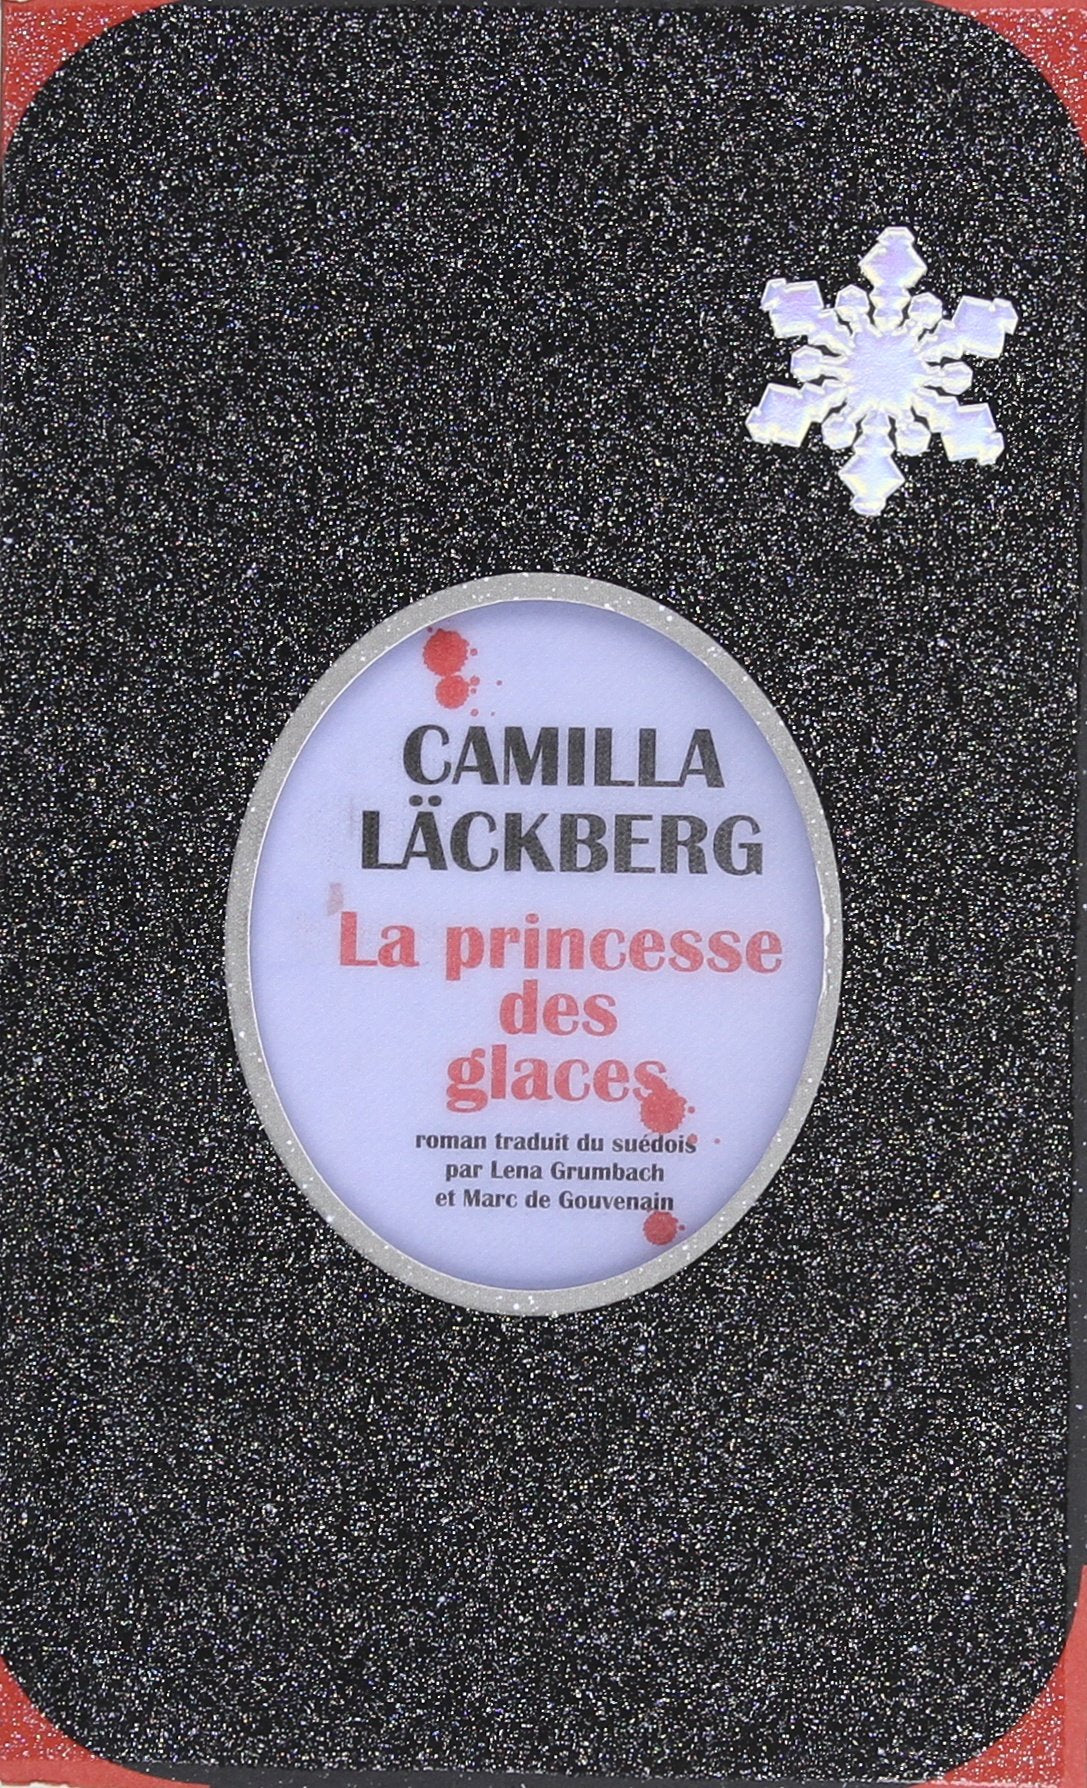 CAMILLA
LÄCKBERG
La princesse
des
glaces
roman traduit du suédois
par Lena Grumbach
et Marc de Gouvenain